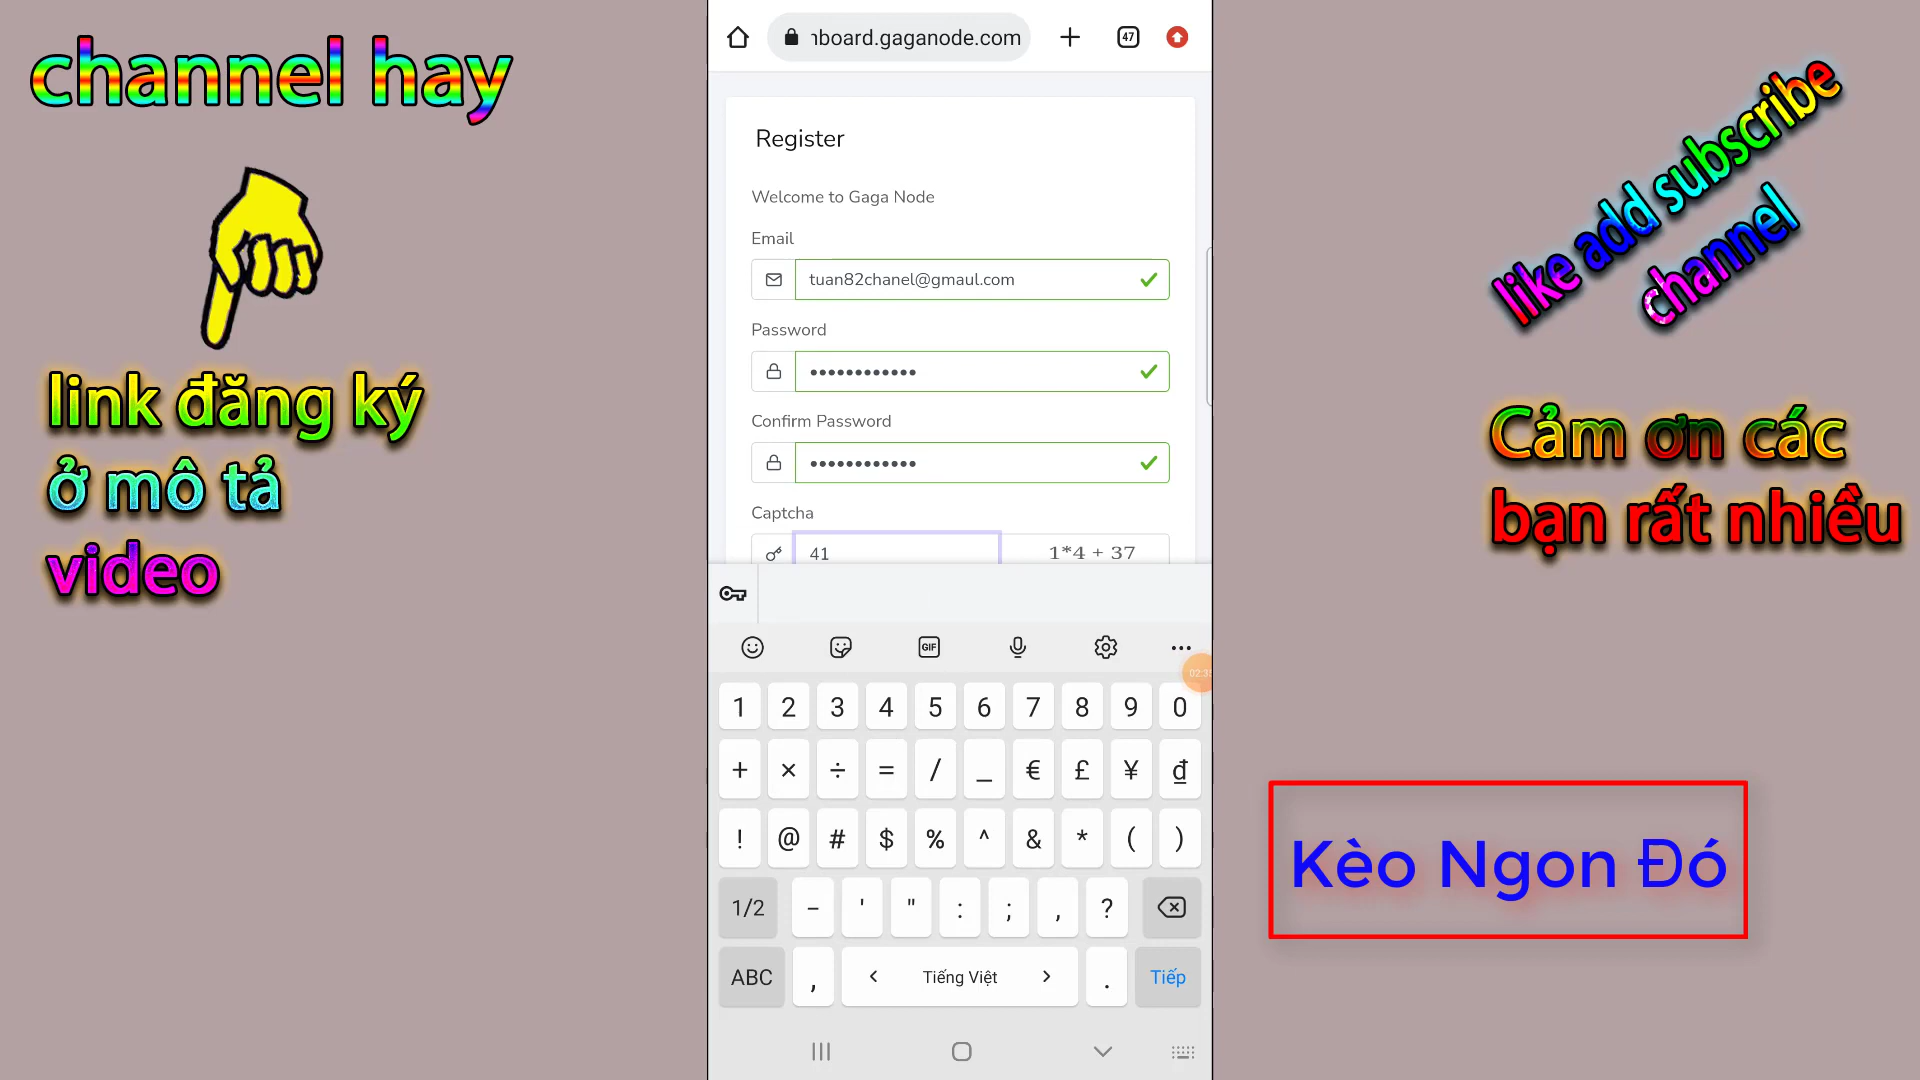 channel hay
link đăng ký
ở mô tả
video
nboard.gaganode.com
47
Register
Welcome to Gaga Node
Email
tuan82chanel@gmaul.com
Password
••••••••••••
Confirm Password
••••••••••••
Captcha
41
1*4 + 37
GIF
1 2 3 4 5 6 7 8 9 0
+ × ÷ = / _ € £ ¥ ₫
! @ # $ % ^ & * ( )
1/2 - ' " : ; , ?
ABC , < Tiếng Việt > . Tiếp
like add subscribe
channel
Cảm ơn các
bạn rất nhiều
Kèo Ngon Đó